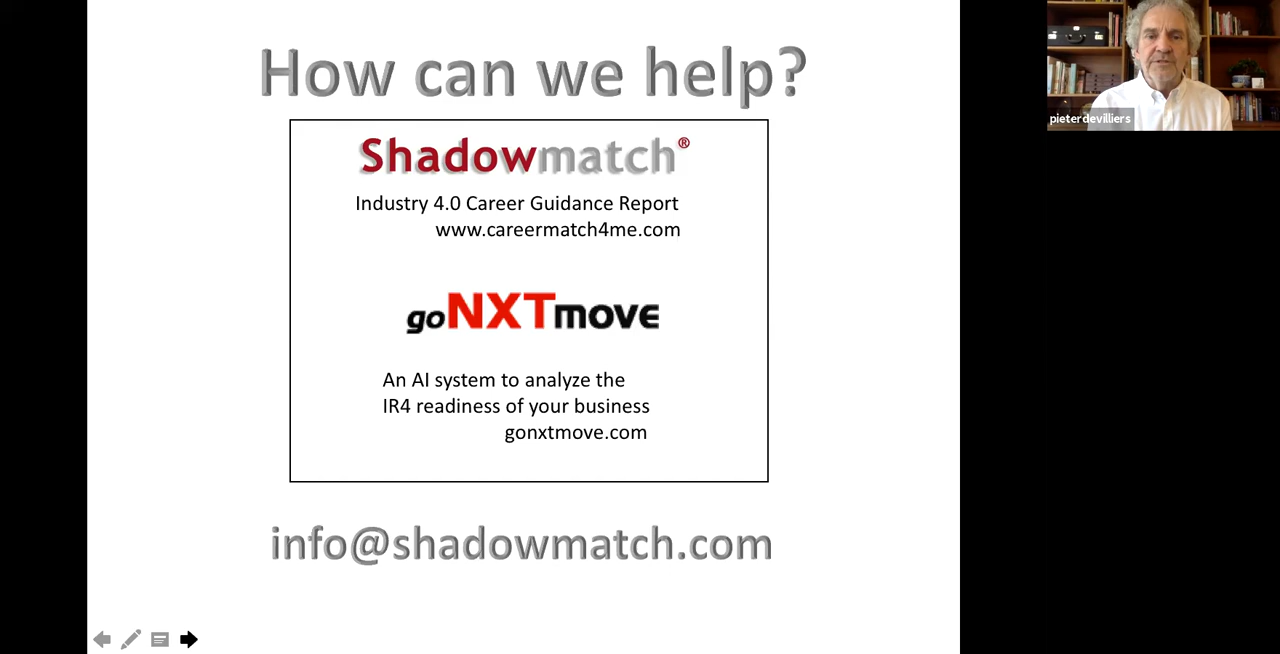 How can we help?
Shadowmatch®
Industry 4.0 Career Guidance Report
www.careermatch4me.com
goNXTmove
An AI system to analyze the
IR4 readiness of your business
gonxtmove.com
info@shadowmatch.com
pieterdevilliers